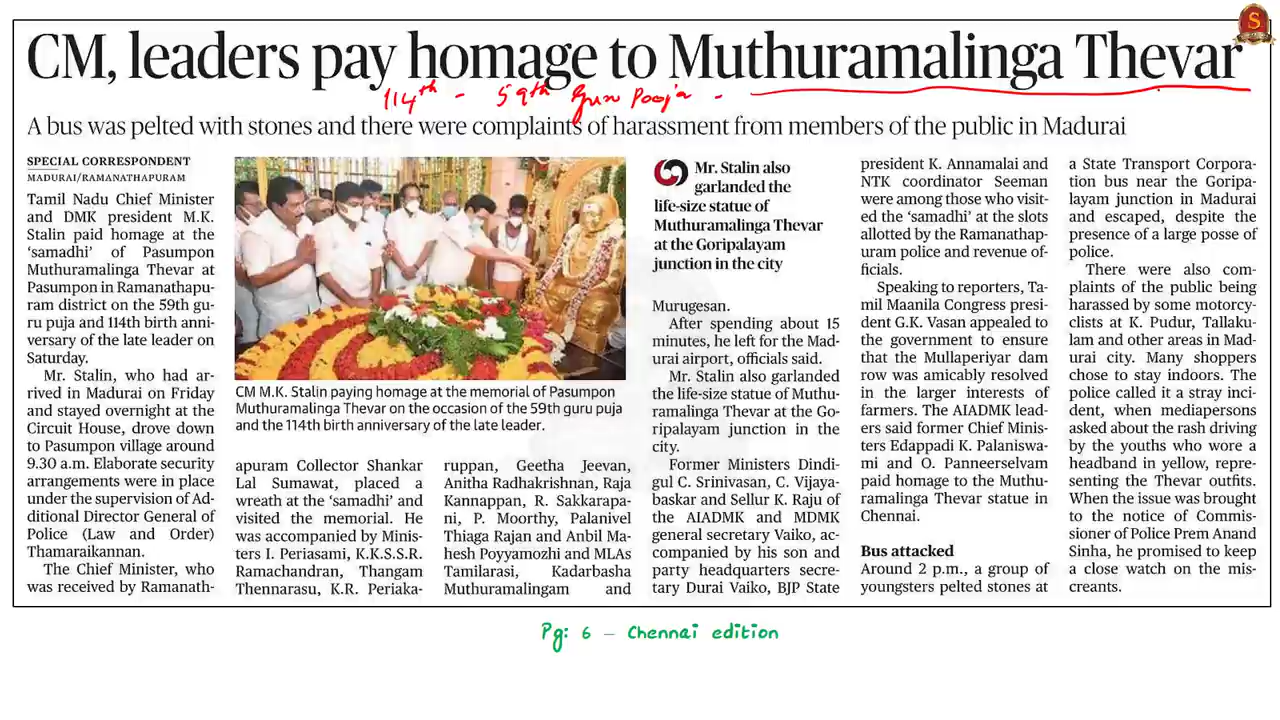 CM, leaders pay homage to Muthuramalinga Thevar
114th - 59th Guru Pooja -
A bus was pelted with stones and there were complaints of harassment from members of the public in Madurai
SPECIAL CORRESPONDENT
MADURAI/RAMANATHAPURAM
Tamil Nadu Chief Minister
and DMK president M.K.
Stalin paid homage at the
‘samadhi’ of Pasumpon
Muthuramalinga Thevar at
Pasumpon in Ramanathapu-
ram district on the 59th gu-
ru puja and 114th birth anni-
versary of the late leader on
Saturday.
Mr. Stalin, who had ar-
rived in Madurai on Friday
and stayed overnight at the
Circuit House, drove down
to Pasumpon village around
9.30 a.m. Elaborate security
arrangements were in place
under the supervision of Ad-
ditional Director General of
Police (Law and Order)
Thamaraikannan.
The Chief Minister, who
was received by Ramanath-
CM M.K. Stalin paying homage at the memorial of Pasumpon
Muthuramalinga Thevar on the occasion of the 59th guru puja
and the 114th birth anniversary of the late leader.
apuram Collector Shankar
Lal Sumawat, placed a
wreath at the ‘samadhi’ and
visited the memorial. He
was accompanied by Minis-
ters I. Periasami, K.K.S.S.R.
Ramachandran, Thangam
Thennarasu, K.R. Periaka-
ruppan, Geetha Jeevan,
Anitha Radhakrishnan, Raja
Kannappan, R. Sakkarapa-
ni, P. Moorthy, Palanivel
Thiaga Rajan and Anbil Ma-
hesh Poyyamozhi and MLAs
Tamilarasi, Kadarbasha
Muthuramalingam and
Mr. Stalin also
garlanded the
life-size statue of
Muthuramalinga Thevar
at the Goripalayam
junction in the city
Murugesan.
After spending about 15
minutes, he left for the Mad-
urai airport, officials said.
Mr. Stalin also garlanded
the life-size statue of Muthu-
ramalinga Thevar at the Go-
ripalayam junction in the
city.
Former Ministers Dindi-
gul C. Srinivasan, C. Vijaya-
baskar and Sellur K. Raju of
the AIADMK and MDMK
general secretary Vaiko, ac-
companied by his son and
party headquarters secre-
tary Durai Vaiko, BJP State
president K. Annamalai and
NTK coordinator Seeman
were among those who visit-
ed the ‘samadhi’ at the slots
allotted by the Ramanathap-
uram police and revenue of-
ficials.
Speaking to reporters, Ta-
mil Maanila Congress presi-
dent G.K. Vasan appealed to
the government to ensure
that the Mullaperiyar dam
row was amicably resolved
in the larger interests of
farmers. The AIADMK lead-
ers said former Chief Minis-
ters Edappadi K. Palaniswa-
mi and O. Panneerselvam
paid homage to the Muthu-
ramalinga Thevar statue in
Chennai.
Bus attacked
Around 2 p.m., a group of
youngsters pelted stones at
a State Transport Corpora-
tion bus near the Goripa-
layam junction in Madurai
and escaped, despite the
presence of a large posse of
police.
There were also com-
plaints of the public being
harassed by some motorcy-
clists at K. Pudur, Tallaku-
lam and other areas in Mad-
urai city. Many shoppers
chose to stay indoors. The
police called it a stray inci-
dent, when mediapersons
asked about the rash driving
by the youths who wore a
headband in yellow, repre-
senting the Thevar outfits.
When the issue was brought
to the notice of Commis-
sioner of Police Prem Anand
Sinha, he promised to keep
a close watch on the mis-
creants.
Pg: 6 – Chennai edition